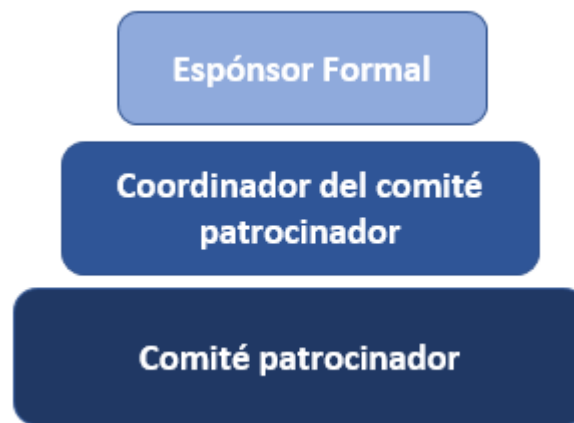 Espónsor Formal
Coordinador del comité
patrocinador
Comité patrocinador